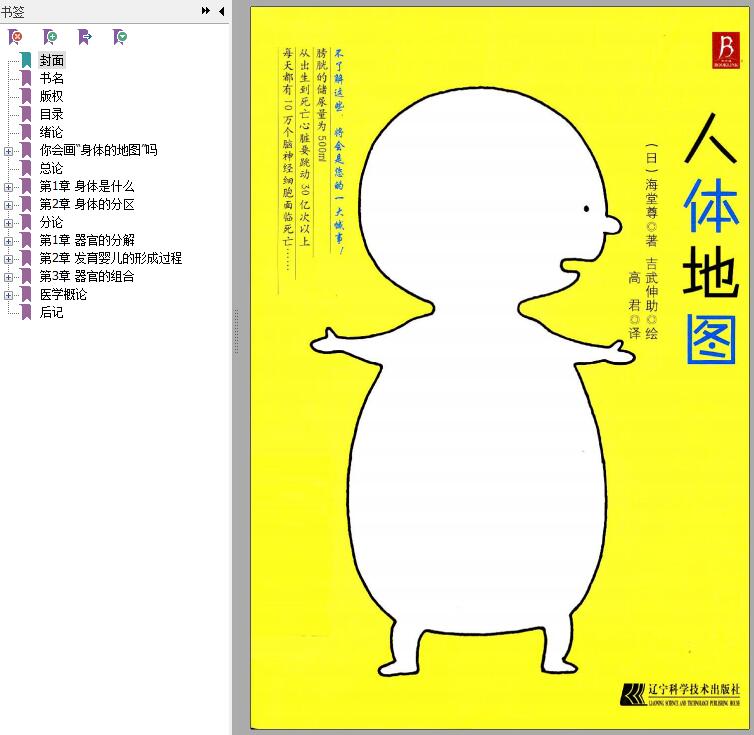 书签
封面
书名
版权
目录
绪论
你会画"身体的地图"吗
总论
第1章 身体是什么
第2章 身体的分区
分论
第1章 器官的分解
第2章 发育婴儿的形成过程
第3章 器官的组合
医学概论
后记
人体地图
（日）海堂尊◎著 吉武伸助◎绘
高君◎译
不了解这些，将会是您的一大憾事！
膀胱的储尿量为500ml
从出生到死亡心脏要跳动30亿次以上
每天都有10万个脑神经细胞面临死亡……
辽宁科学技术出版社
LIAONING SCIENCE AND TECHNOLOGY PUBLISHING HOUSE